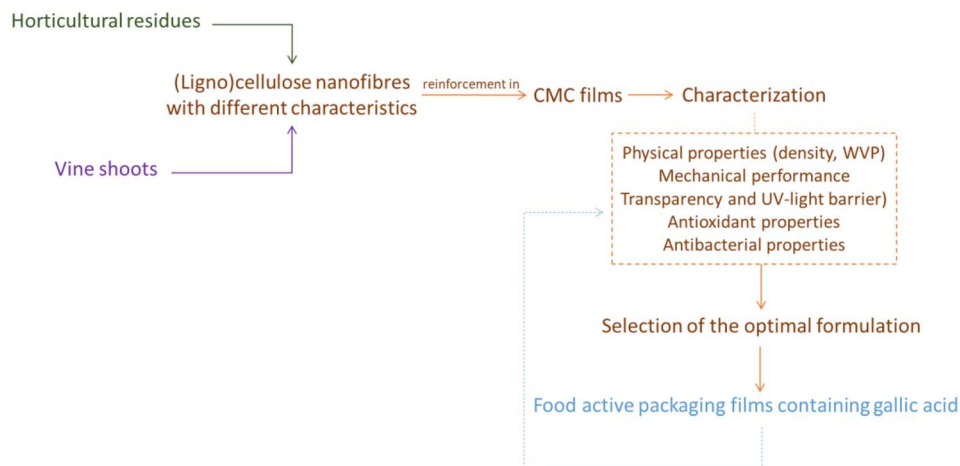 Horticultural residues
(Ligno)cellulose nanofibres
with different characteristics
reinforcement in
CMC films
Characterization
Vine shoots
Physical properties (density, WVP)
Mechanical performance
Transparency and UV-light barrier)
Antioxidant properties
Antibacterial properties
Selection of the optimal formulation
Food active packaging films containing gallic acid